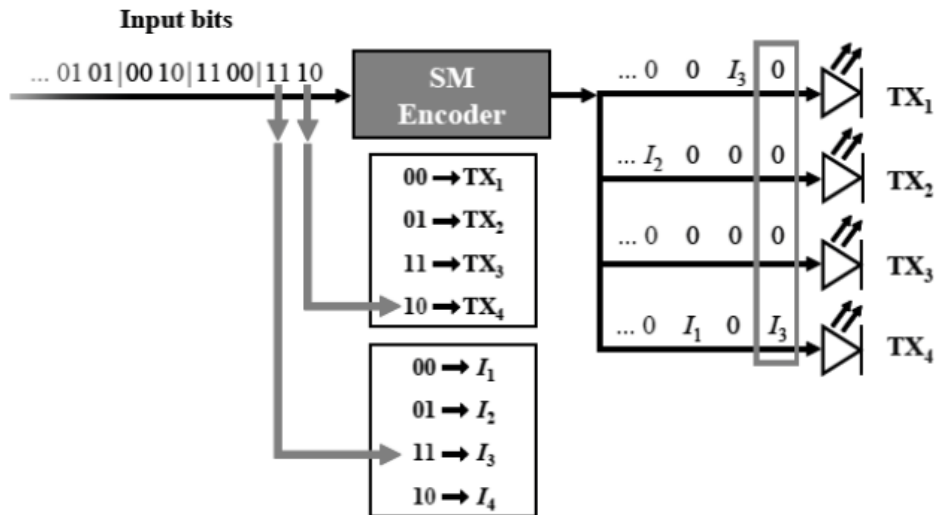 Input bits
... 01 01|00 10|11 00|11 10
SM
Encoder
00 → TX₁
01 → TX₂
11 → TX₃
10 → TX₄
00 → I₁
01 → I₂
11 → I₃
10 → I₄
... 0 0 I₃ 0
TX₁
... I₂ 0 0 0
TX₂
... 0 0 0 0
TX₃
... 0 I₁ 0 I₃
TX₄